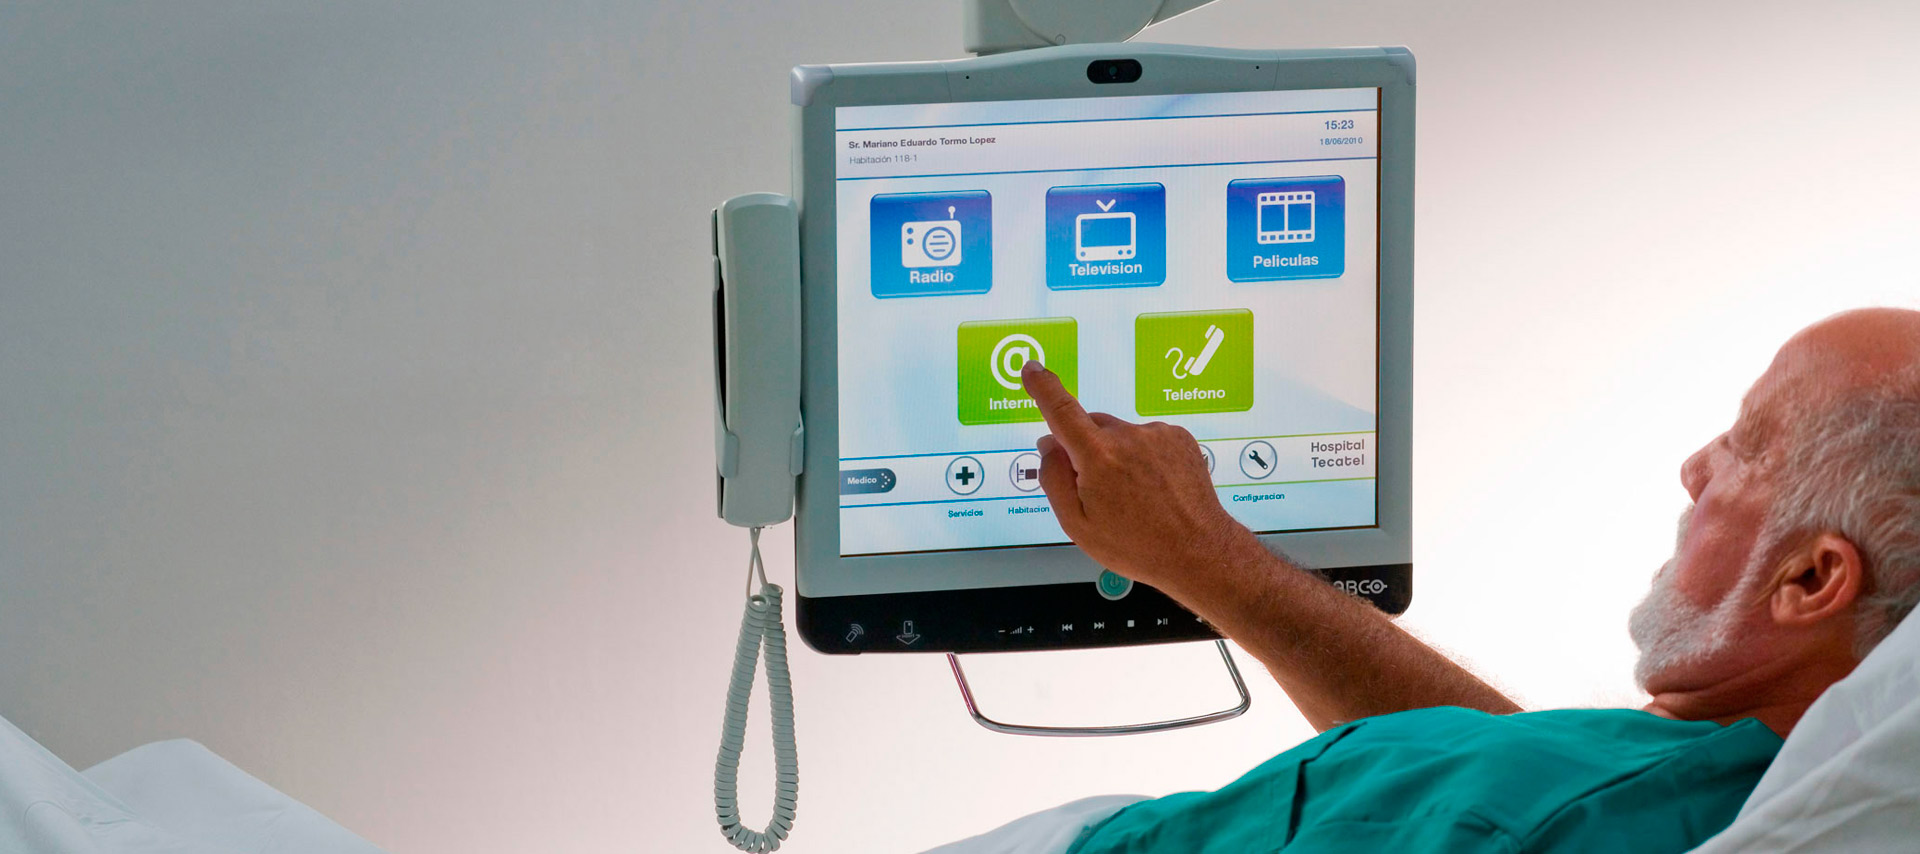 Sr. Mariano Eduardo Tormo Lopez
Habitación 118-1
15:23
18/06/2010
Radio
Television
Peliculas
Telefono
Medico
Servicios
Habitacion
Configuracion
Hospital
Tecatel